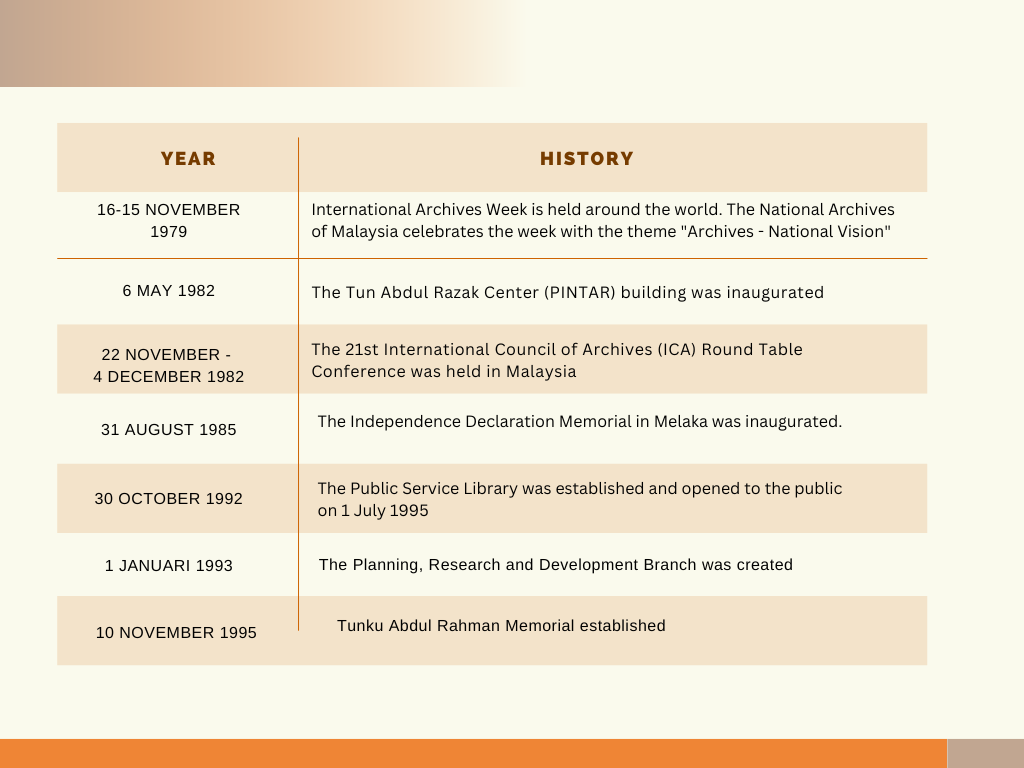 YEAR
HISTORY
16-15 NOVEMBER
1979
International Archives Week is held around the world. The National Archives
of Malaysia celebrates the week with the theme "Archives - National Vision"
6 MAY 1982
The Tun Abdul Razak Center (PINTAR) building was inaugurated
22 NOVEMBER -
4 DECEMBER 1982
The 21st International Council of Archives (ICA) Round Table
Conference was held in Malaysia
31 AUGUST 1985
The Independence Declaration Memorial in Melaka was inaugurated.
30 OCTOBER 1992
The Public Service Library was established and opened to the public
on 1 July 1995
1 JANUARI 1993
The Planning, Research and Development Branch was created
10 NOVEMBER 1995
Tunku Abdul Rahman Memorial established